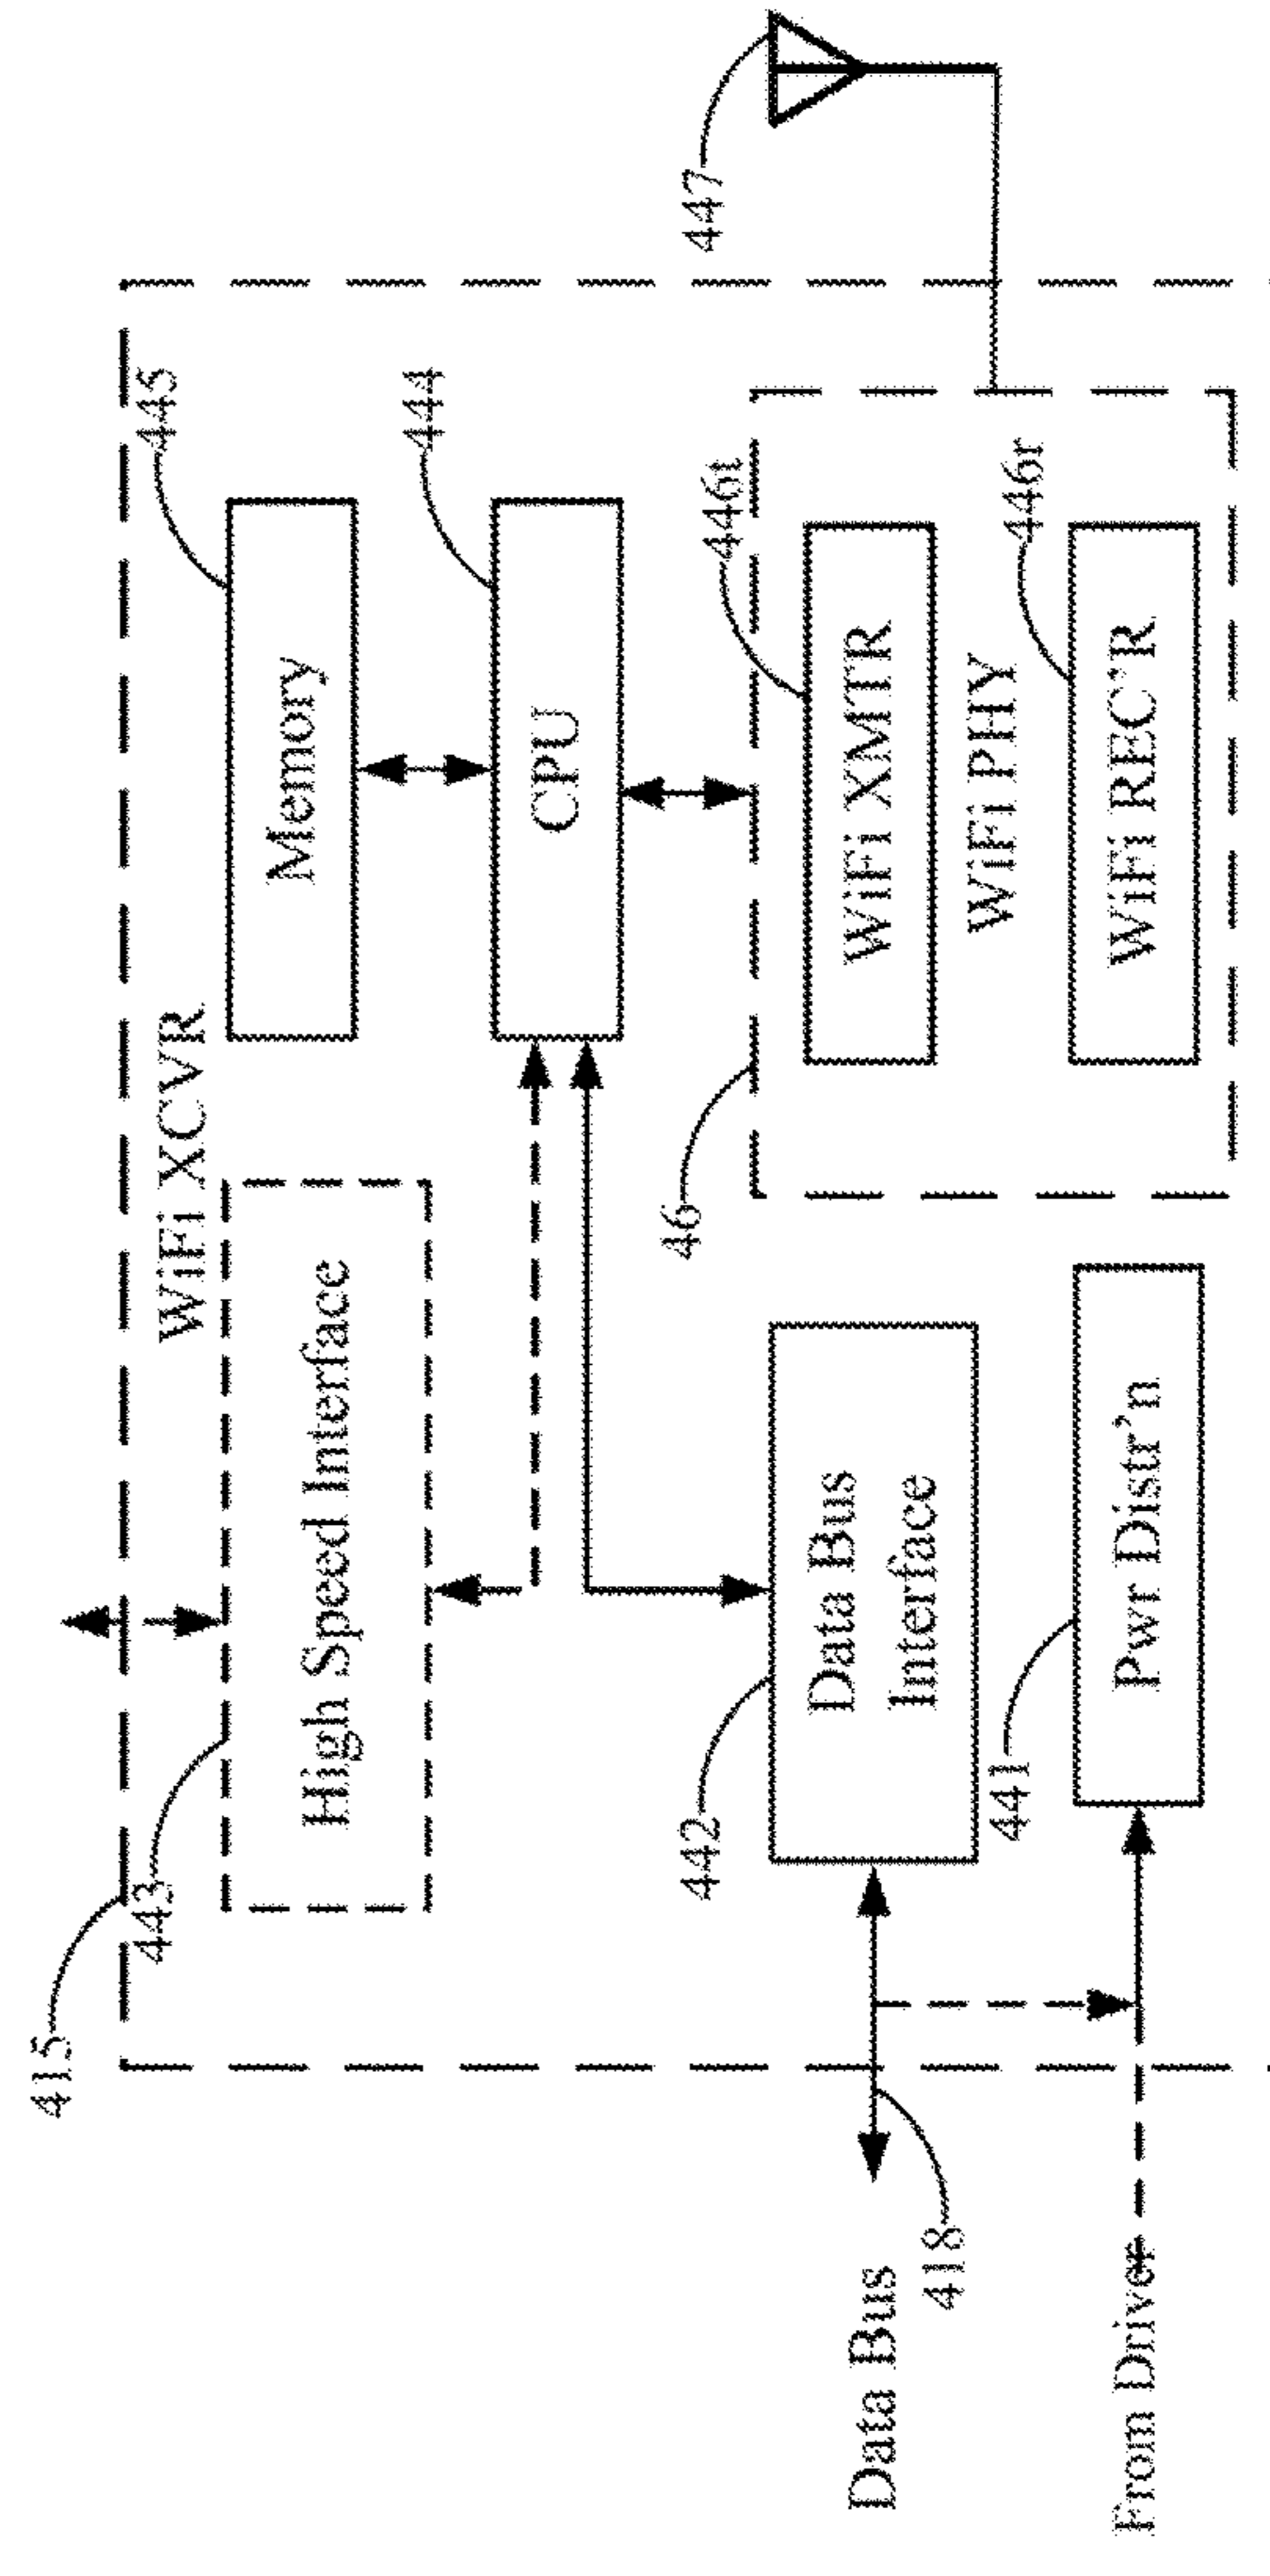 415
WiFi XCVR
443
High Speed Interface
445
Memory
444
CPU
447
442
Data Bus
Interface
46
446t
WiFi XMTR
WiFi PHY
446r
WiFi REC'R
Data Bus
418
441
Pwr Distr'n
From Driver